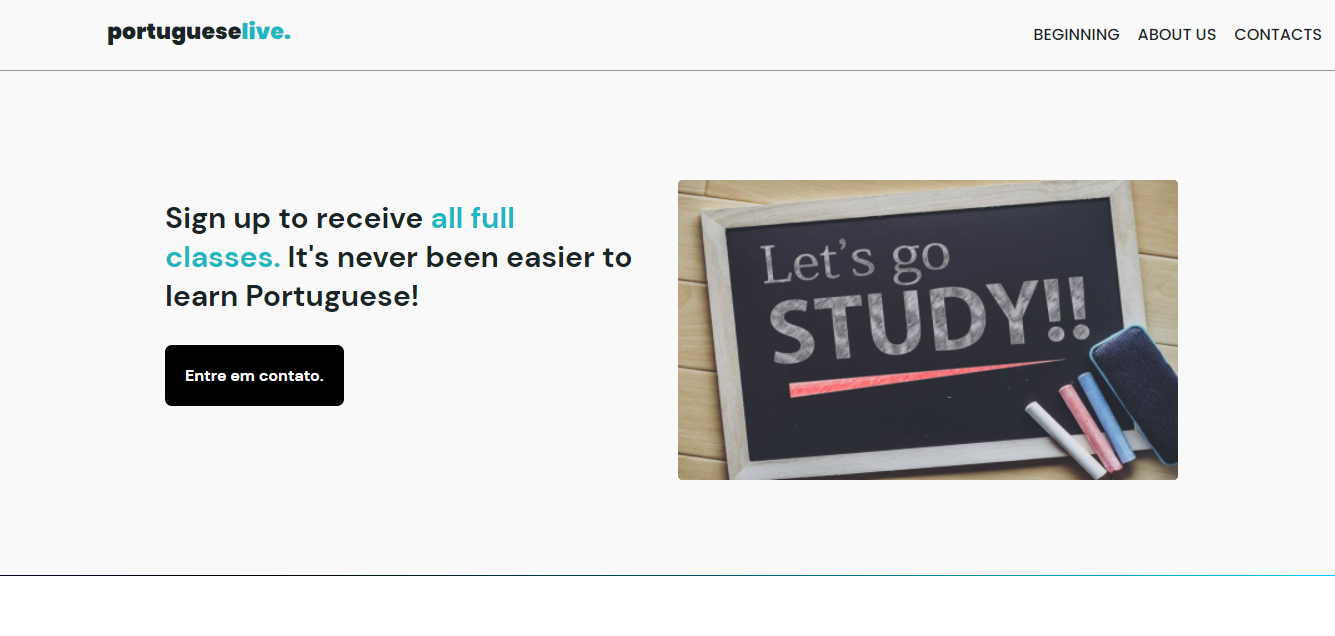 portugueselive.
BEGINNING ABOUT US CONTACTS
Sign up to receive all full
classes. It's never been easier to
learn Portuguese!
Entre em contato.
Let's go
STUDY!!